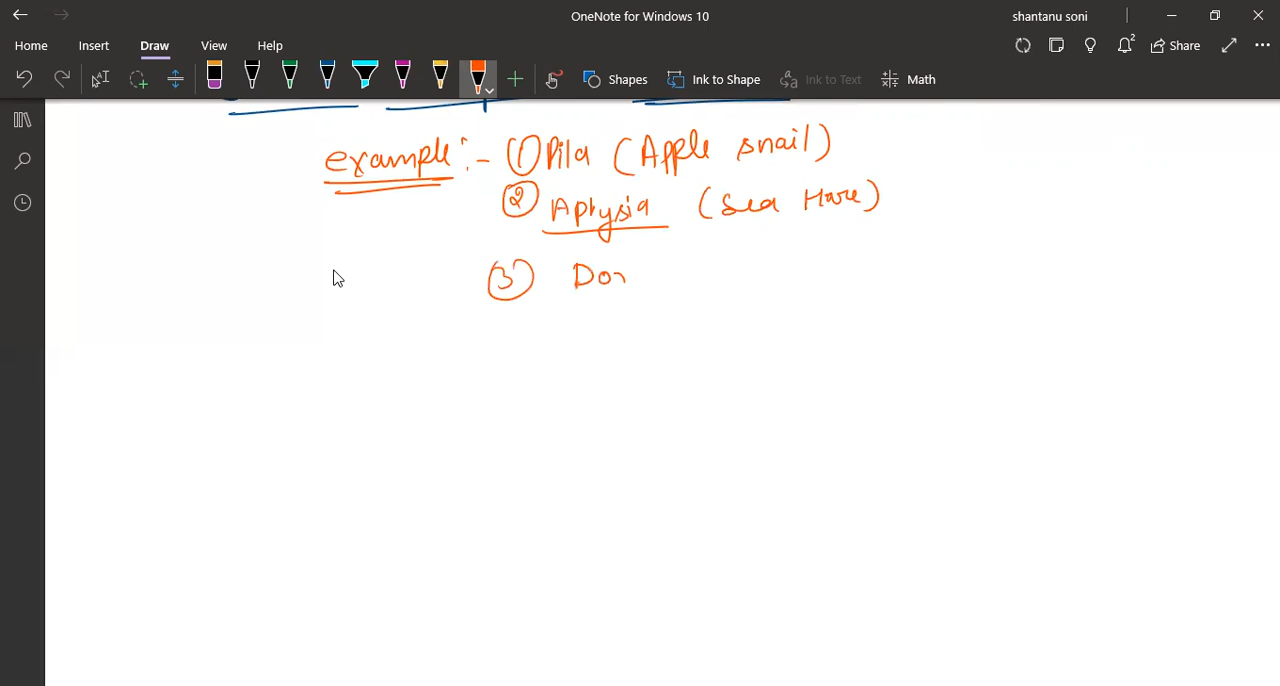 OneNote for Windows 10
shantanu soni
Home Insert Draw View Help
2 Share
Shapes Ink to Shape Ink to Text Math
example:- ① Pila (Apple snail)
② Aplysia (Sea Hare)
③ Dor